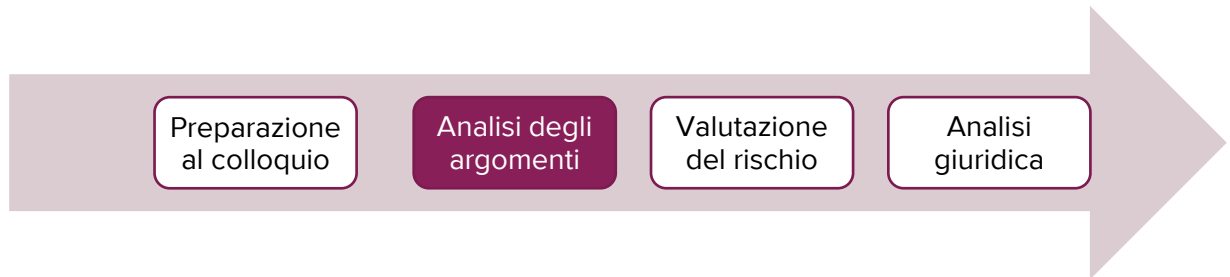 Preparazione
al colloquio
Analisi degli
argomenti
Valutazione
del rischio
Analisi
giuridica